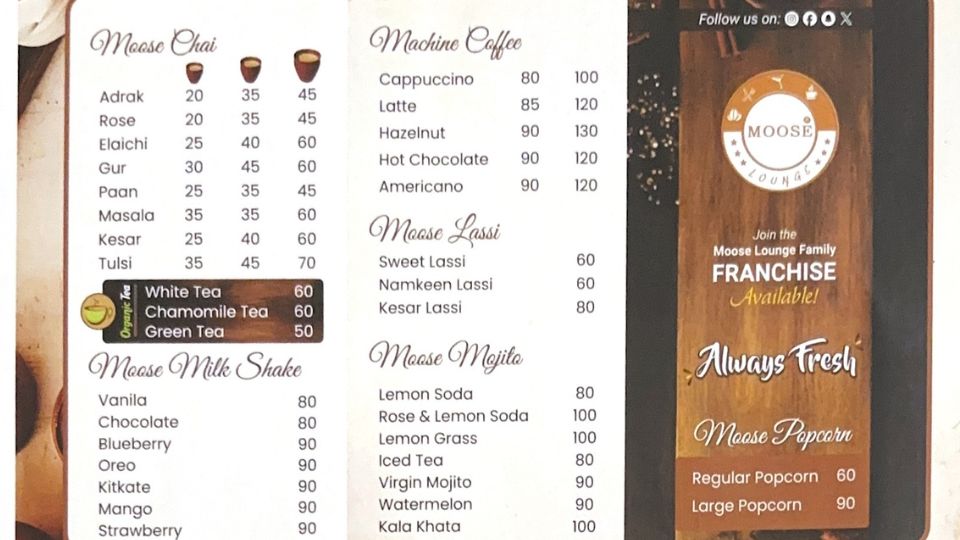 Moose Chai
Adrak 20 35 45
Rose 20 35 45
Elaichi 25 40 60
Gur 30 45 60
Paan 25 35 45
Masala 35 35 60
Kesar 25 40 60
Tulsi 35 45 70
Organic Tea
White Tea 60
Chamomile Tea 60
Green Tea 50
Moose Milk Shake
Vanila 80
Chocolate 80
Blueberry 90
Oreo 90
Kitkate 90
Mango 90
Strawberry 90
Machine Coffee
Cappuccino 80 100
Latte 85 120
Hazelnut 90 130
Hot Chocolate 90 120
Americano 90 120
Moose Lassi
Sweet Lassi 60
Namkeen Lassi 60
Kesar Lassi 80
Moose Mojito
Lemon Soda 80
Rose & Lemon Soda 100
Lemon Grass 100
Iced Tea 80
Virgin Mojito 90
Watermelon 90
Kala Khata 100
Follow us on:
MOOSE
LOUNGE
Join the
Moose Lounge Family
FRANCHISE
Available!
Always Fresh
Moose Popcorn
Regular Popcorn 60
Large Popcorn 90